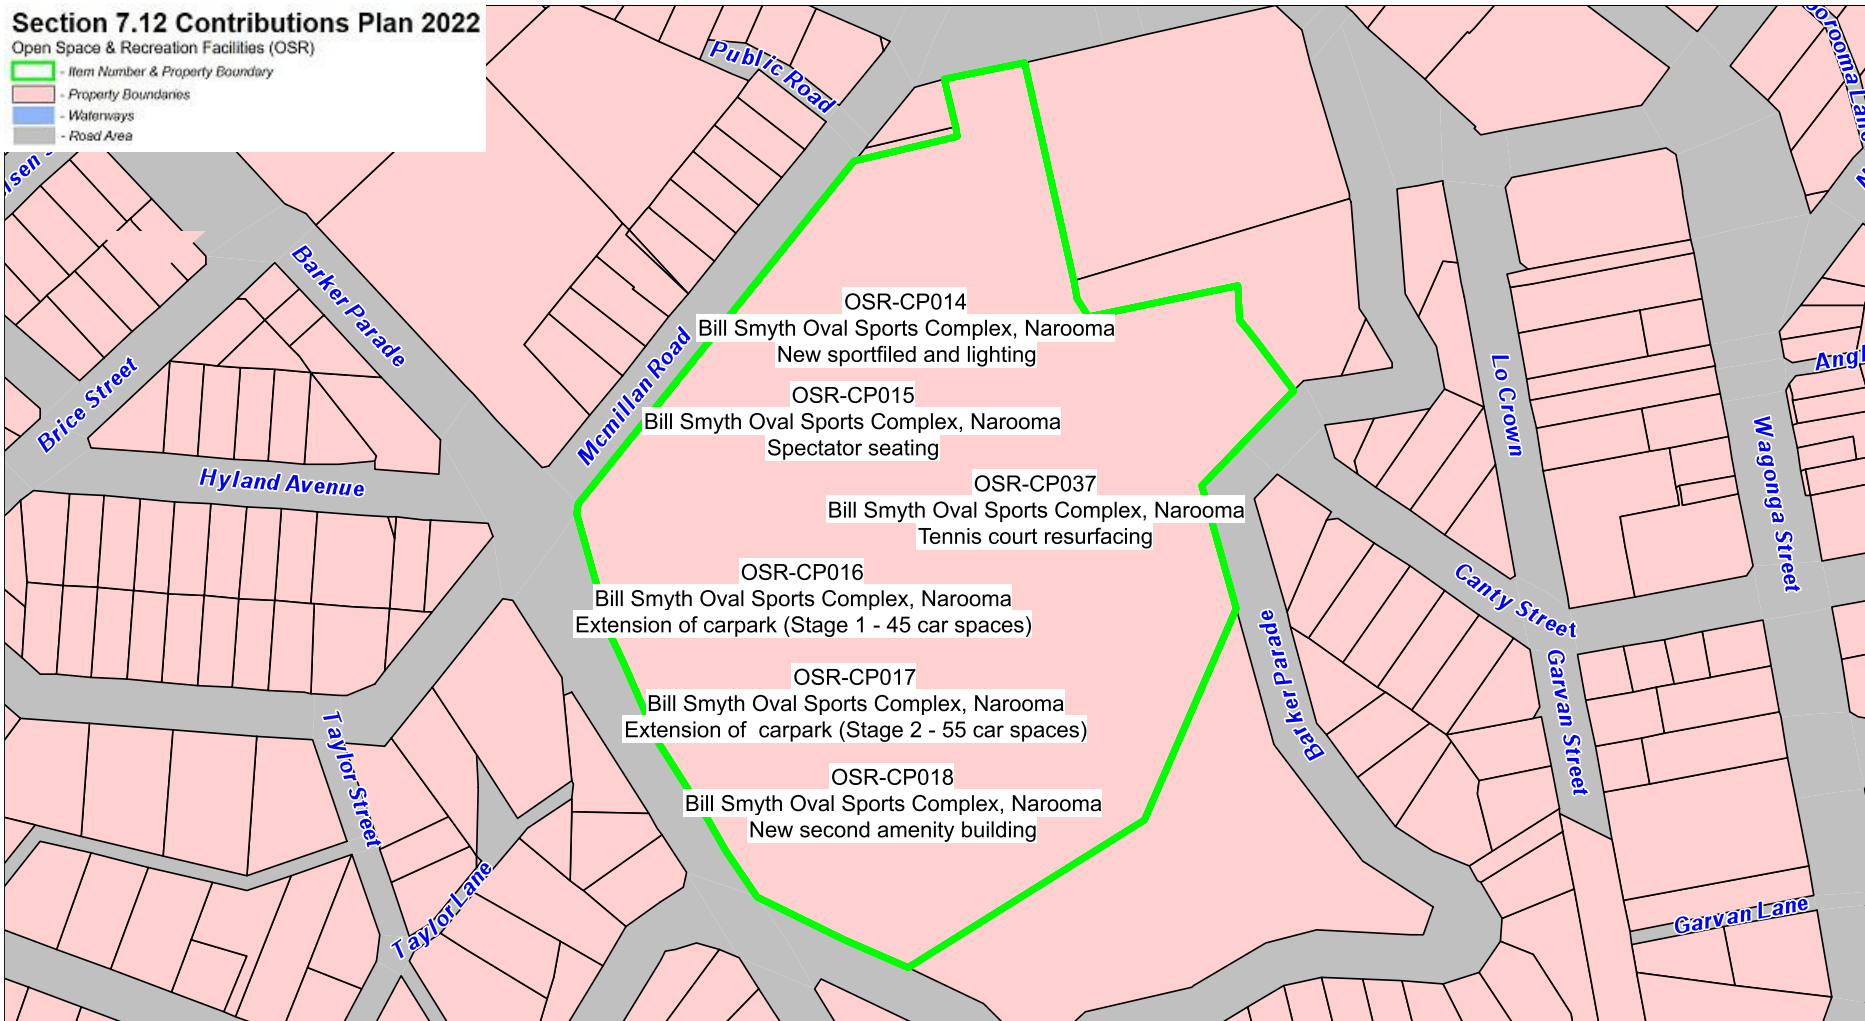 Section 7.12 Contributions Plan 2022
Open Space & Recreation Facilities (OSR)
- Item Number & Property Boundary
- Property Boundaries
- Waterways
- Road Area
Public Road
Barker Parade
Brice Street
Hyland Avenue
Mcmillan Road
OSR-CP014
Bill Smyth Oval Sports Complex, Narooma
New sportfiled and lighting
OSR-CP015
Bill Smyth Oval Sports Complex, Narooma
Spectator seating
OSR-CP037
Bill Smyth Oval Sports Complex, Narooma
Tennis court resurfacing
OSR-CP016
Bill Smyth Oval Sports Complex, Narooma
Extension of carpark (Stage 1 - 45 car spaces)
OSR-CP017
Bill Smyth Oval Sports Complex, Narooma
Extension of  carpark (Stage 2 - 55 car spaces)
OSR-CP018
Bill Smyth Oval Sports Complex, Narooma
New second amenity building
Lo Crown
Wagonga Street
Canty Street
Barker Parade
Garvan Street
Garvan Lane
Taylor Street
Taylor Lane